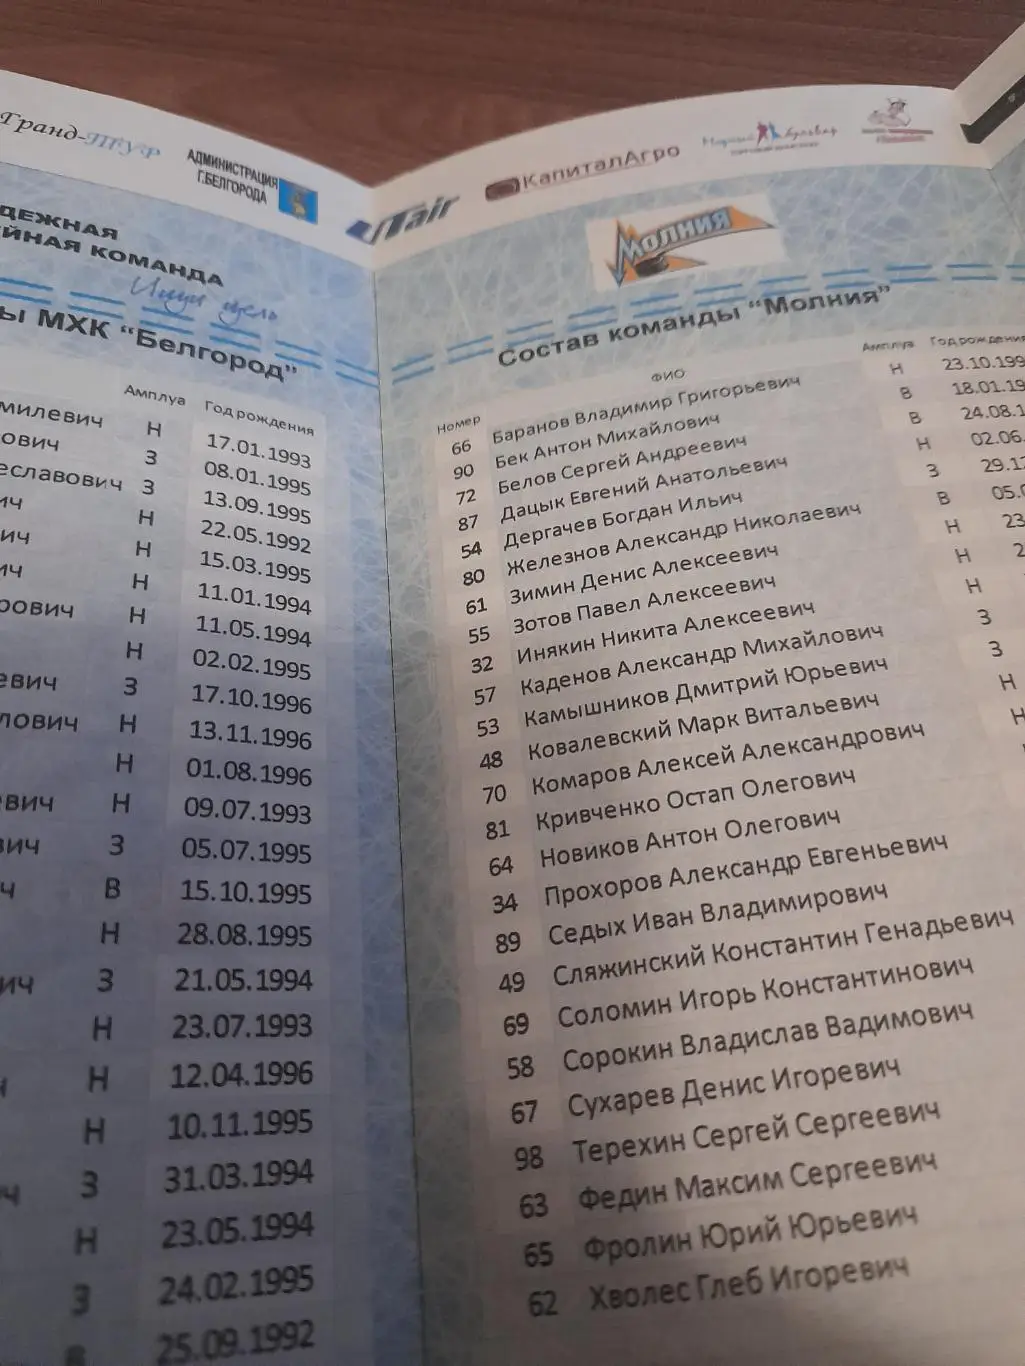 Гранд-ТУР
АДМИНИСТРАЦИЯ
Г.БЕЛГОРОДА
UTair
КапиталАгро
ДЕЖНАЯ
ЙНАЯ КОМАНДА
ы МХК “Белгород”
Амплуа Год рождения
милевич Н 17.01.1993
ович З 08.01.1995
еславович З 13.09.1995
ич Н 22.05.1992
вич Н 15.03.1995
ич Н 11.01.1994
рович Н 11.05.1994
Н 02.02.1995
евич З 17.10.1996
лович Н 13.11.1996
Н 01.08.1996
евич Н 09.07.1993
вич З 05.07.1995
ч В 15.10.1995
Н 28.08.1995
ич З 21.05.1994
Н 23.07.1993
ч Н 12.04.1996
Н 10.11.1995
ич З 31.03.1994
Н 23.05.1994
З 24.02.1995
В 25.09.1992
Молния
Состав команды “Молния”
Номер ФИО Амплуа Год рождения
66 Баранов Владимир Григорьевич Н 23.10.199
90 Бек Антон Михайлович В 18.01.19
72 Белов Сергей Андреевич В 24.08.1
87 Дацык Евгений Анатольевич Н 02.06.
54 Дергачев Богдан Ильич З 29.12
80 Железнов Александр Николаевич В 05.0
61 Зимин Денис Алексеевич Н 23.
55 Зотов Павел Алексеевич Н 2
32 Инякин Никита Алексеевич Н
57 Каденов Александр Михайлович З
53 Камышников Дмитрий Юрьевич З
48 Ковалевский Марк Витальевич Н
70 Комаров Алексей Александрович Н
81 Кривченко Остап Олегович
64 Новиков Антон Олегович
34 Прохоров Александр Евгеньевич
89 Седых Иван Владимирович
49 Сляжинский Константин Генадьевич
69 Соломин Игорь Константинович
58 Сорокин Владислав Вадимович
67 Сухарев Денис Игоревич
98 Терехин Сергей Сергеевич
63 Федин Максим Сергеевич
65 Фролин Юрий Юрьевич
62 Хволес Глеб Игоревич